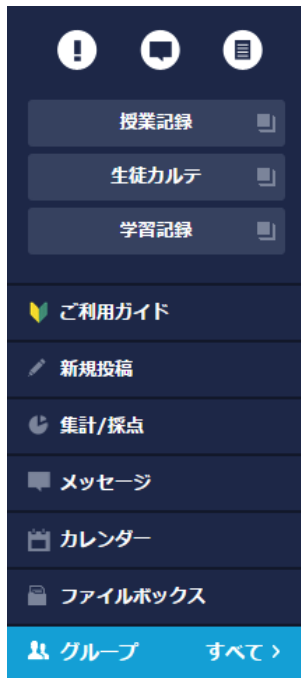 授業記録
生徒カルテ
学習記録
ご利用ガイド
新規投稿
集計/採点
メッセージ
カレンダー
ファイルボックス
グループ すべて